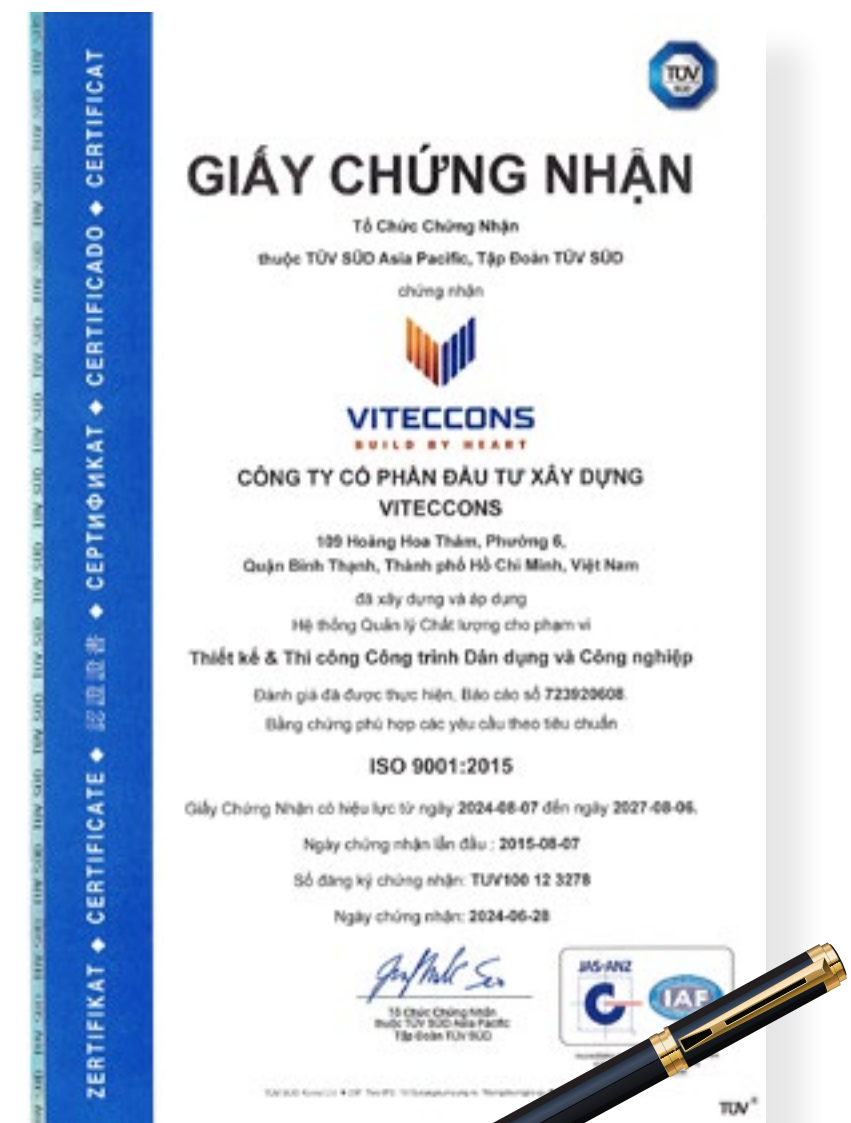 TÜV
SÜD
GIẤY CHỨNG NHẬN
Tổ Chức Chứng Nhận
thuộc TÜV SÜD Asia Pacific, Tập Đoàn TÜV SÜD
chứng nhận
VITECCONS
BUILD BY HEART
CÔNG TY CỔ PHẦN ĐẦU TƯ XÂY DỰNG
VITECCONS
109 Hoàng Hoa Thám, Phường 6,
Quận Bình Thạnh, Thành phố Hồ Chí Minh, Việt Nam
đã xây dựng và áp dụng
Hệ thống Quản lý Chất lượng cho phạm vi
Thiết kế & Thi công Công trình Dân dụng và Công nghiệp
Đánh giá đã được thực hiện, Báo cáo số 723920608.
Bằng chứng phù hợp các yêu cầu theo tiêu chuẩn
ISO 9001:2015
Giấy Chứng Nhận có hiệu lực từ ngày 2024-08-07 đến ngày 2027-08-06.
Ngày chứng nhận lần đầu : 2015-08-07
Số đăng ký chứng nhận: TUV100 12 3278
Ngày chứng nhận: 2024-06-28
Tổ Chức Chứng Nhận
thuộc TÜV SÜD Asia Pacific
Tập Đoàn TÜV SÜD
JAS-ANZ
IAF
TÜV®
ZERTIFIKAT ◆ CERTIFICATE ◆ 認證證書 ◆ СЕРТИФИКАТ ◆ CERTIFICADO ◆ CERTIFICAT